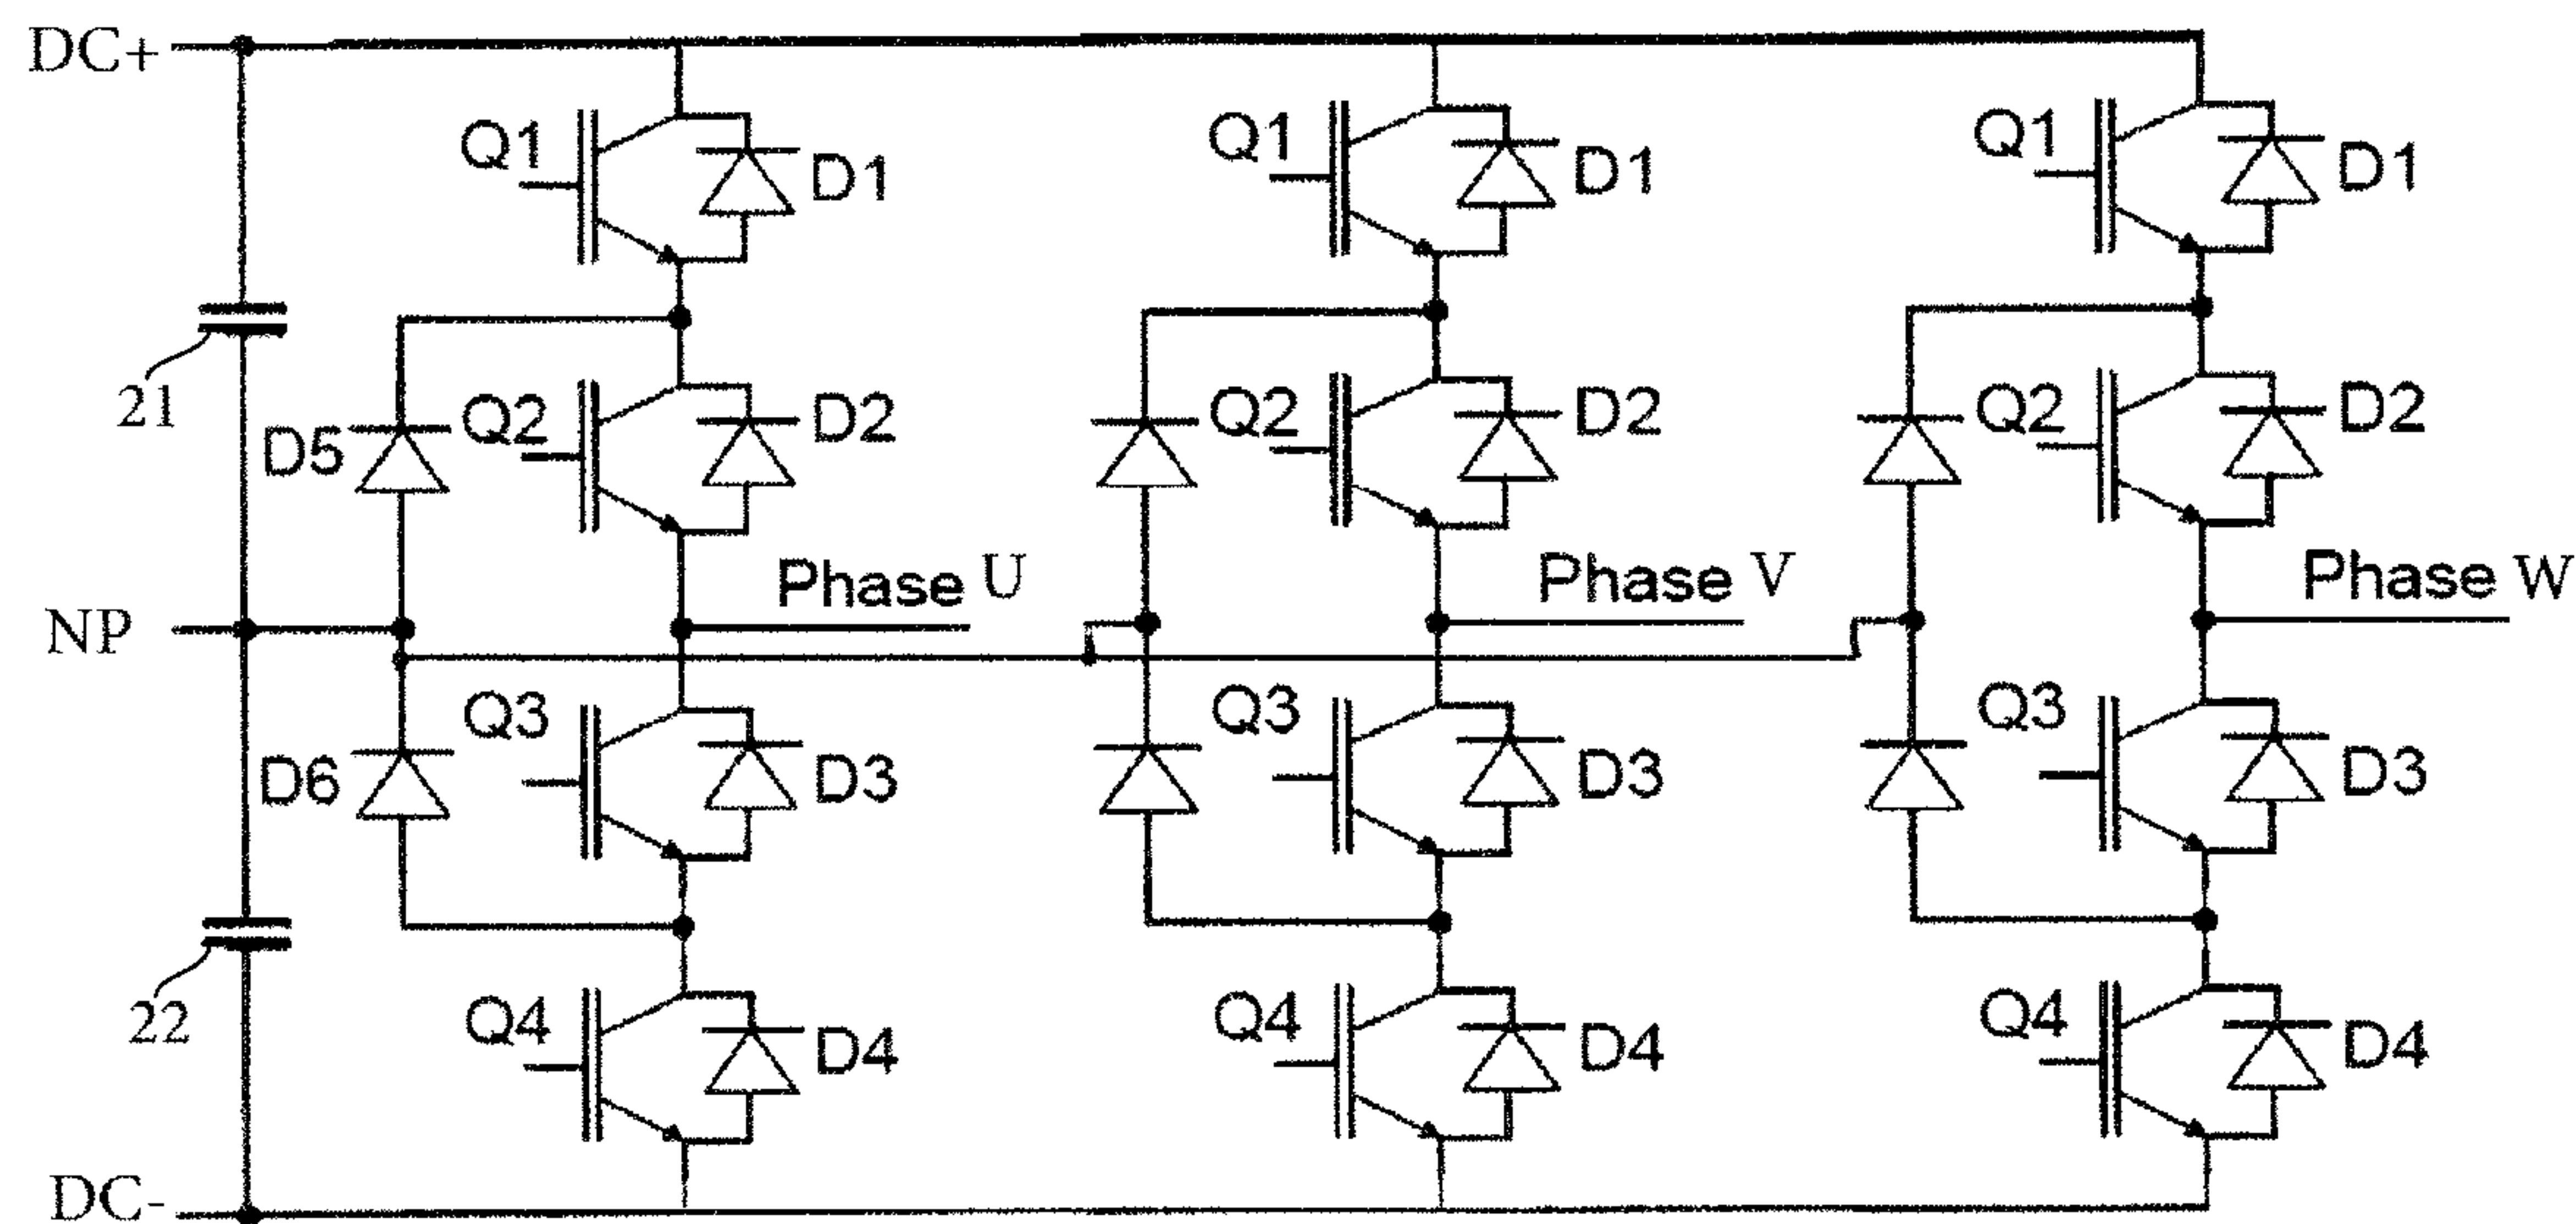 DC+
Q1 D1 Q1 D1 Q1 D1
21
D5 Q2 D2 Q2 D2 Q2 D2
NP Phase U Phase V Phase W
D6 Q3 D3 Q3 D3 Q3 D3
22
Q4 D4 Q4 D4 Q4 D4
DC-